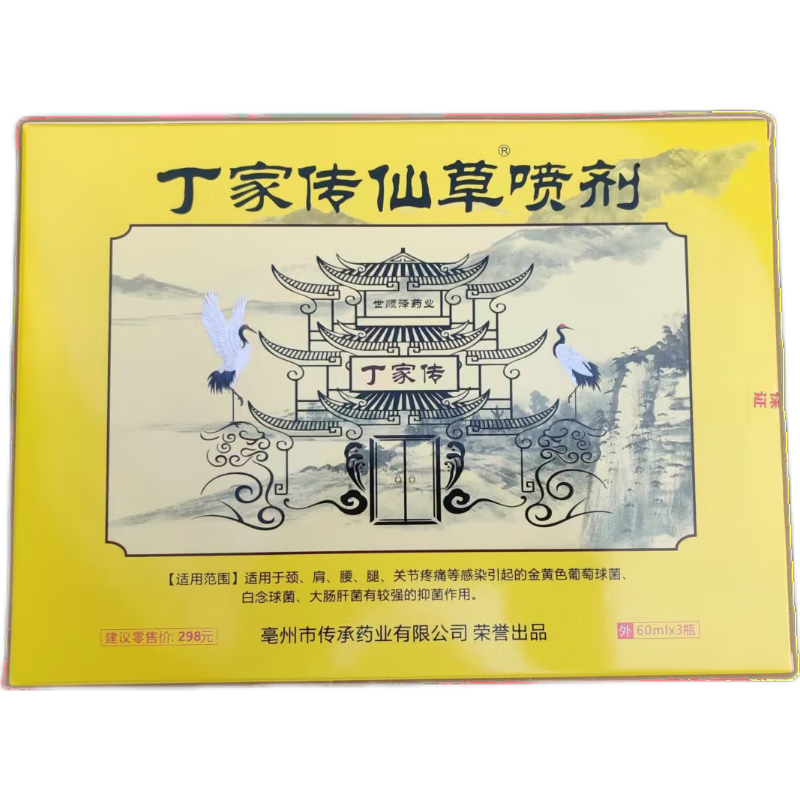 丁家传仙草喷剂®
世顺泽药业
丁家传
保证
【适用范围】适用于颈、肩、腰、腿、关节疼痛等感染引起的金黄色葡萄球菌、
白念球菌、大肠肝菌有较强的抑菌作用。
建议零售价:298元
亳州市传承药业有限公司 荣誉出品
外 60mlx3瓶